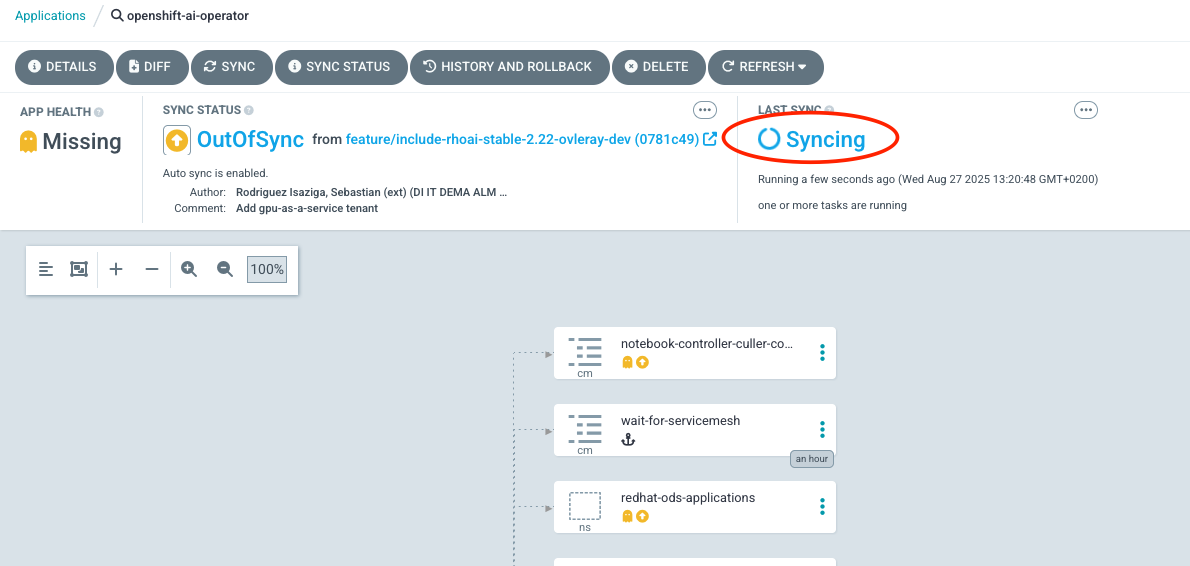 Applications / openshift-ai-operator
DETAILS DIFF SYNC SYNC STATUS HISTORY AND ROLLBACK DELETE REFRESH
APP HEALTH
Missing
SYNC STATUS
OutOfSync from feature/include-rhoai-stable-2.22-ovleray-dev (0781c49)
Auto sync is enabled.
Author: Rodriguez Isaziga, Sebastian (ext) (DI IT DEMA ALM ...
Comment: Add gpu-as-a-service tenant
LAST SYNC
Syncing
Running a few seconds ago (Wed Aug 27 2025 13:20:48 GMT+0200)
one or more tasks are running
100%
notebook-controller-culler-co...
cm
wait-for-servicemesh
cm
an hour
redhat-ods-applications
ns